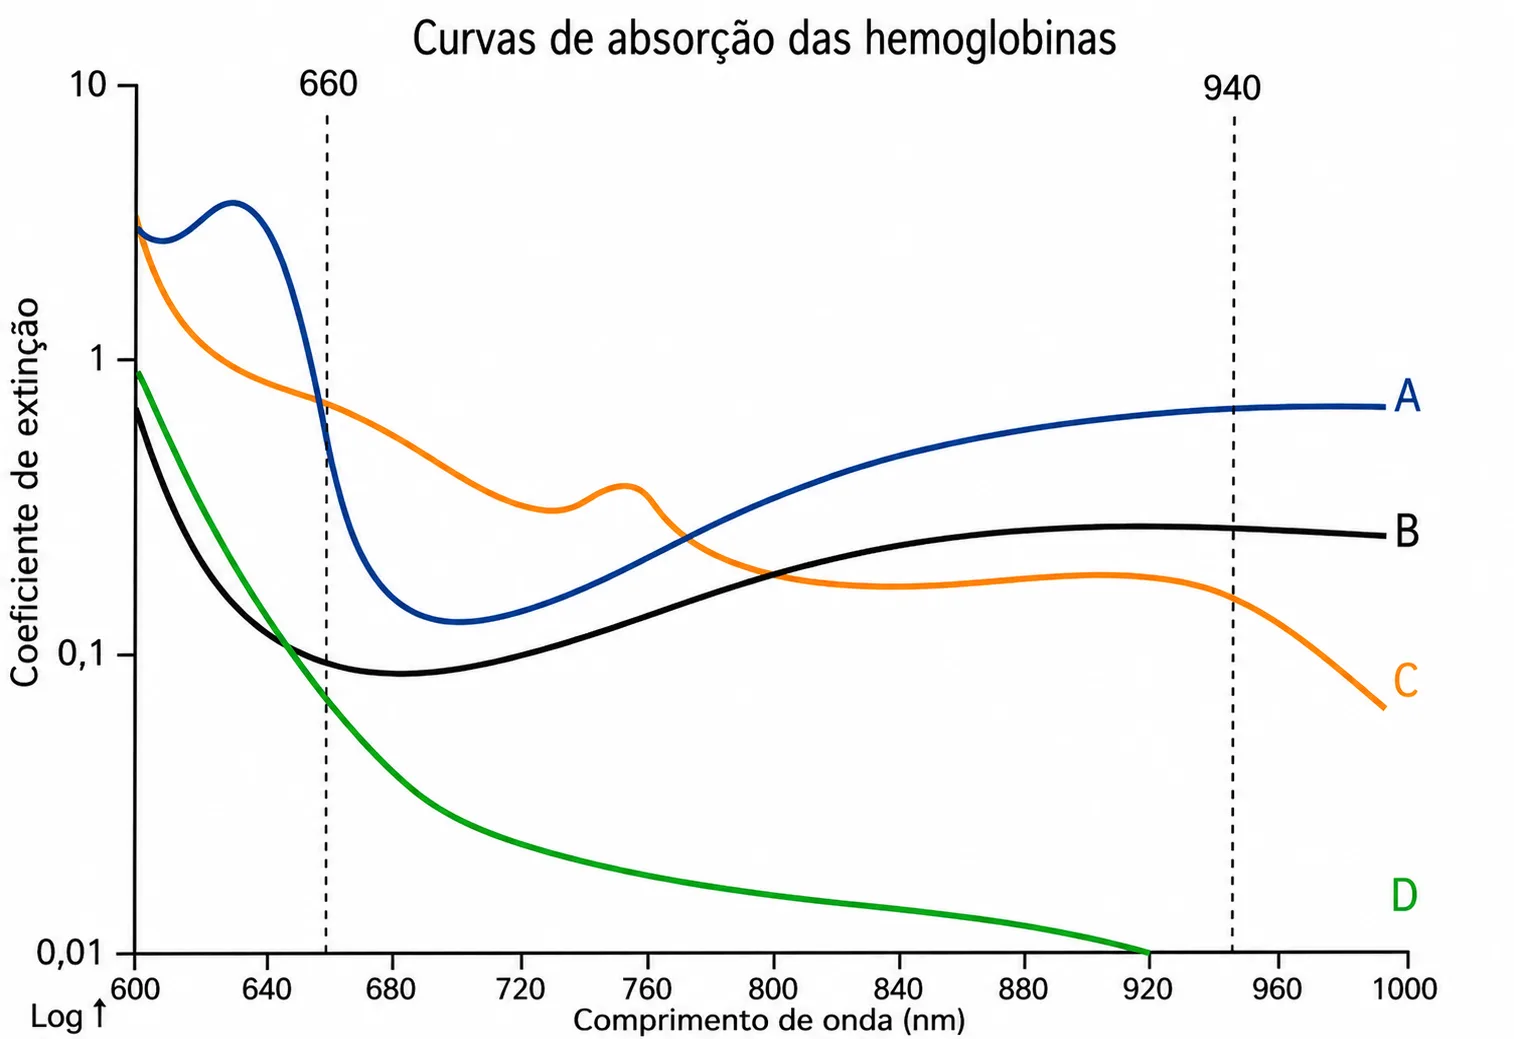 Curvas de absorção das hemoglobinas
660
940
10
1
0,1
0,01
Coeficiente de extinção
A
B
C
D
600 640 680 720 760 800 840 880 920 960 1000
Log ↑
Comprimento de onda (nm)